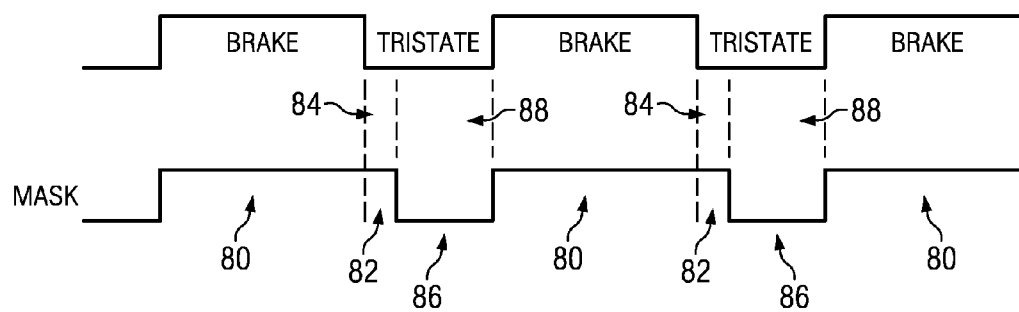 BRAKE TRISTATE BRAKE TRISTATE BRAKE
84 88 84 88
MASK
80 82 86 80 82 86 80